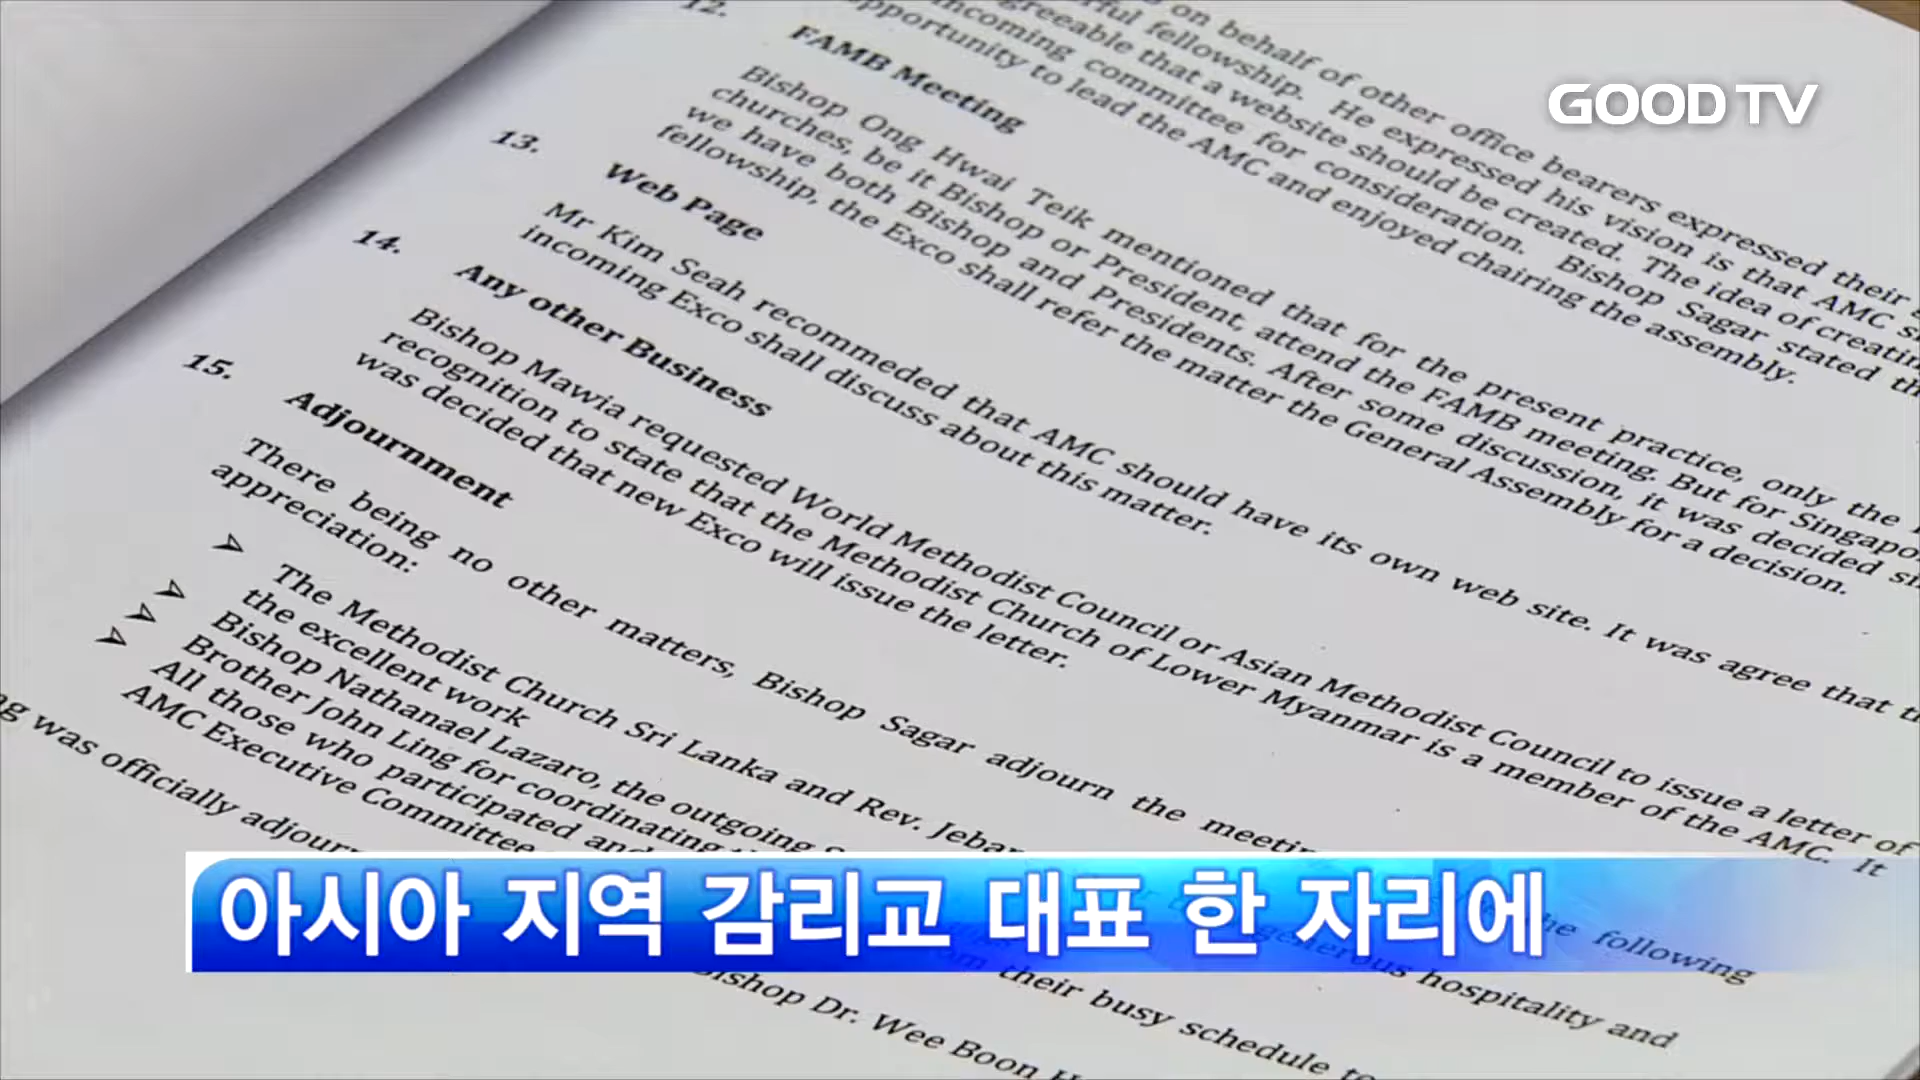 GOOD TV
on behalf of other office bearers expressed their
fellowship. He expressed his vision is that AMC
agreeable that a website should be created. The idea of creating
incoming committee for consideration. Bishop Sagar stated
opportunity to lead the AMC and enjoyed chairing the assembly.
12.
FAMB Meeting
Bishop Ong Hwai Teik mentioned that for the present practice, only the
churches, be it Bishop or President, attend the FAMB meeting. But for
we have both Bishop and Presidents. After some discussion, it was decided
fellowship, the Exco shall refer the matter the General Assembly for a decision.
13.
Web Page
Mr Kim Seah recommeded that AMC should have its own web site. It was agree that
incoming Exco shall discuss about this matter.
14.
Any other Business
Bishop Mawia requested World Methodist Council or Asian Methodist Council to issue a letter of
recognition to state that the Methodist Church of Lower Myanmar is a member of the AMC. It
was decided that new Exco will issue the letter.
15.
Adjournment
There being no other matters, Bishop Sagar adjourn the following
appreciation:
➢ The Methodist Church Sri Lanka and Rev. generous hospitality and
the excellent work
➢ Bishop Nathanael Lazaro, the outgoing
➢ Brother John Ling for coordinating
➢ All those who participated and their busy schedule
AMC Executive Committee
was officially Bishop Dr. Wee Boon
아시아 지역 감리교 대표 한 자리에